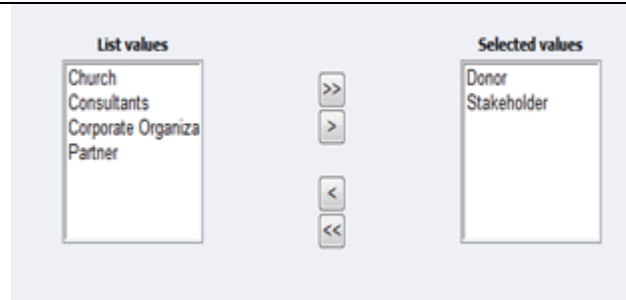 List values
Church
Consultants
Corporate Organiza
Partner
>>
>
<
<<
Selected values
Donor
Stakeholder